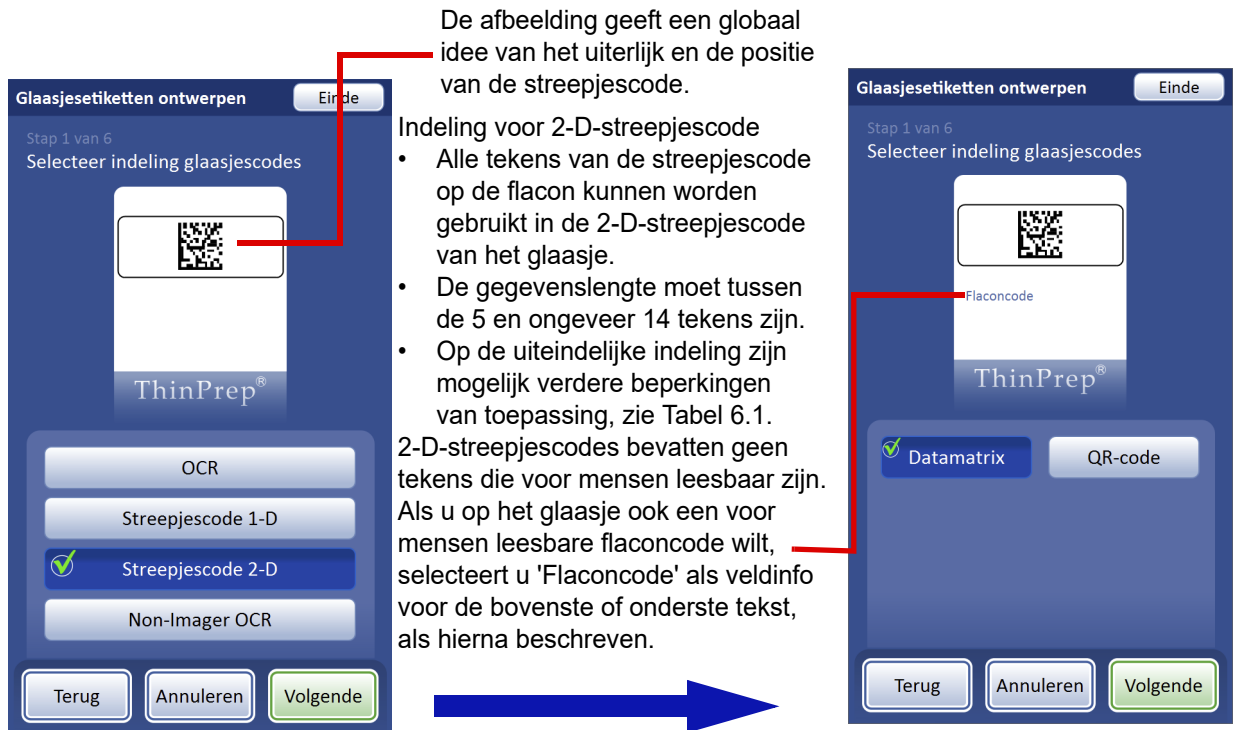 De afbeelding geeft een globaal
idee van het uiterlijk en de positie
van de streepjescode.
Glaasjesetiketten ontwerpen
Einde
Stap 1 van 6
Selecteer indeling glaasjescodes
ThinPrep®
OCR
Streepjescode 1-D
Streepjescode 2-D
Non-Imager OCR
Terug
Annuleren
Volgende
Indeling voor 2-D-streepjescode
• Alle tekens van de streepjescode
op de flacon kunnen worden
gebruikt in de 2-D-streepjescode
van het glaasje.
• De gegevenslengte moet tussen
de 5 en ongeveer 14 tekens zijn.
• Op de uiteindelijke indeling zijn
mogelijk verdere beperkingen
van toepassing, zie Tabel 6.1.
2-D-streepjescodes bevatten geen
tekens die voor mensen leesbaar zijn.
Als u op het glaasje ook een voor
mensen leesbare flaconcode wilt,
selecteert u 'Flaconcode' als veldinfo
voor de bovenste of onderste tekst,
als hierna beschreven.
Glaasjesetiketten ontwerpen
Einde
Stap 1 van 6
Selecteer indeling glaasjescodes
Flaconcode
ThinPrep®
Datamatrix
QR-code
Terug
Annuleren
Volgende